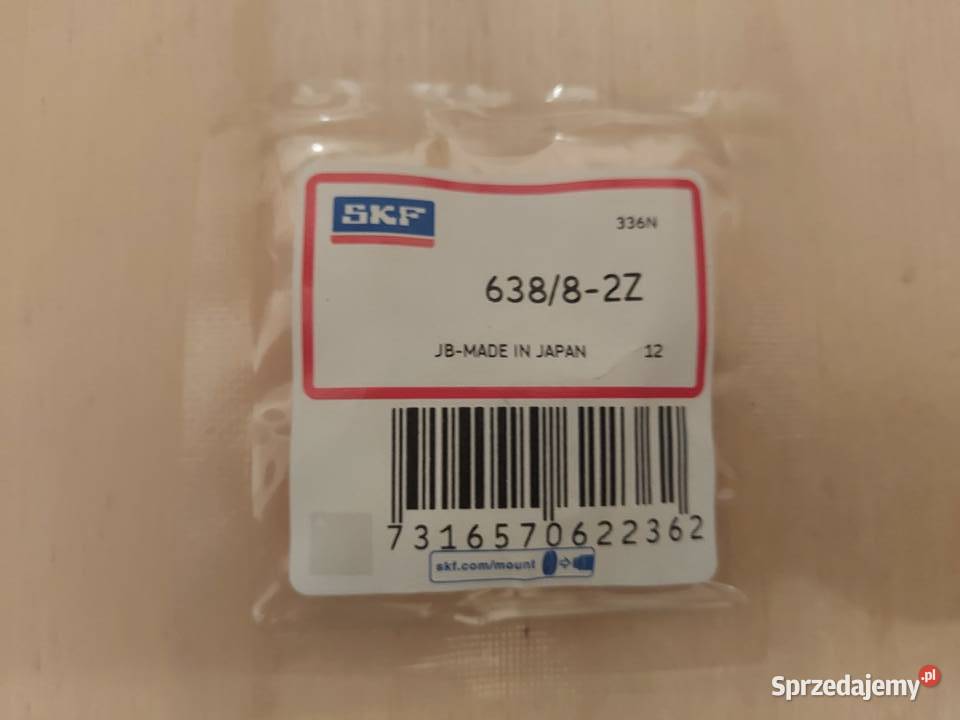 SKF
336N
638/8-2Z
JB-MADE IN JAPAN 12
7316570622362
skf.com/mount
Sprzedajemy.pl